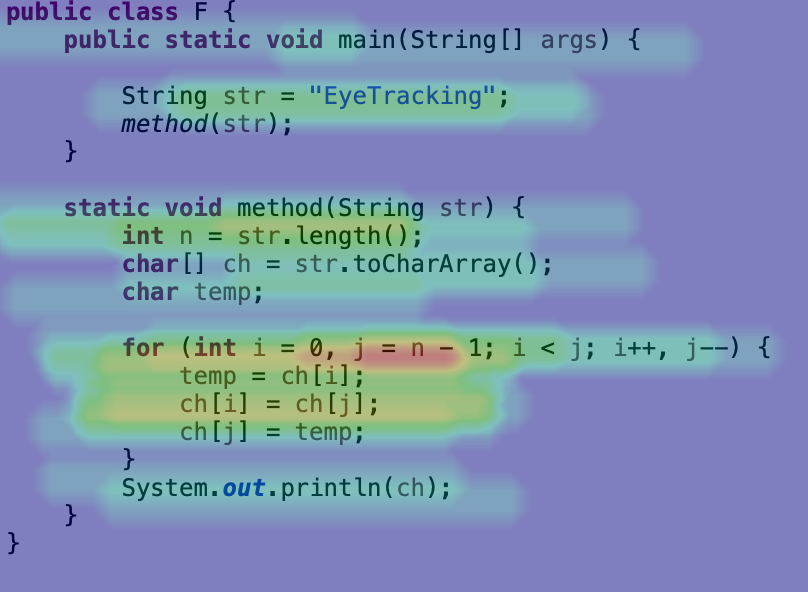 public class F {
    public static void main(String[] args) {
        String str = "EyeTracking";
        method(str);
    }
    static void method(String str) {
        int n = str.length();
        char[] ch = str.toCharArray();
        char temp;
        for (int i = 0, j = n - 1; i < j; i++, j--) {
            temp = ch[i];
            ch[i] = ch[j];
            ch[j] = temp;
        }
        System.out.println(ch);
    }
}